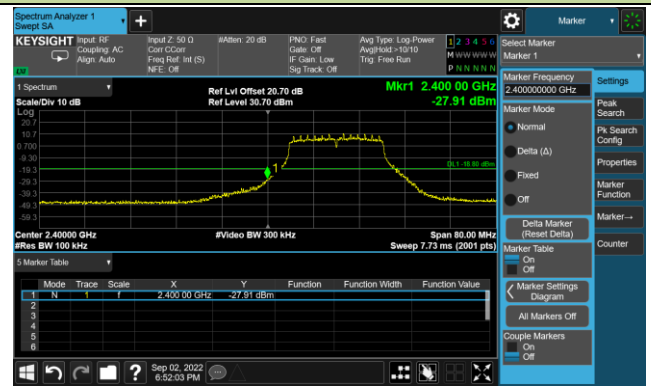 Spectrum Analyzer 1
Swept SA
Marker
KEYSIGHT
Input: RF
Coupling: AC
Align: Auto
Input Z: 50 Ω
Corr CCorr
Freq Ref: Int (S)
NFE: Off
#Atten: 20 dB
PNO: Fast
Gate: Off
IF Gain: Low
Sig Track: Off
Avg Type: Log-Power
Avg|Hold:>10/10
Trig: Free Run
1 2 3 4 5 6
M W W W W W
P N N N N N
Select Marker
Marker 1
1 Spectrum
Scale/Div 10 dB
Log
Ref Lvl Offset 20.70 dB
Ref Level 30.70 dBm
Mkr1 2.400 00 GHz
-27.91 dBm
20.7
10.7
0.700
-9.30
-19.3
-29.3
-39.3
-49.3
-59.3
1
Center 2.40000 GHz
#Res BW 100 kHz
#Video BW 300 kHz
Span 80.00 MHz
Sweep 7.73 ms (2001 pts)
5 Marker Table
Mode Trace Scale X Y Function Function Width Function Value
1 N 1 f 2.400 00 GHz -27.91 dBm
2
3
4
5
6
Marker Frequency
2.400000000 GHz
Marker Mode
Normal
Delta (Δ)
Fixed
Off
Delta Marker
(Reset Delta)
Marker Table
On
Off
Marker Settings
Diagram
All Markers Off
Couple Markers
On
Off
Settings
Peak
Search
Pk Search
Config
Properties
Marker
Function
Marker→
Counter
?
Sep 02, 2022
6:52:03 PM